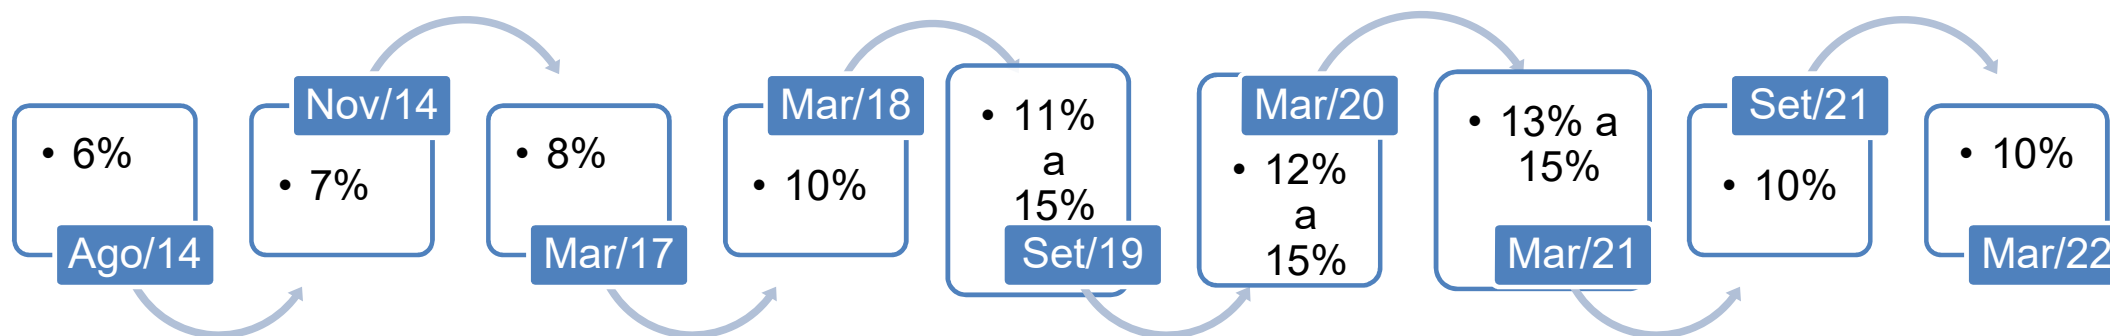 • 6%
Ago/14
Nov/14
• 7%
• 8%
Mar/17
Mar/18
• 10%
• 11%
a
15%
Set/19
Mar/20
• 12%
a
15%
• 13% a
15%
Mar/21
Set/21
• 10%
• 10%
Mar/22